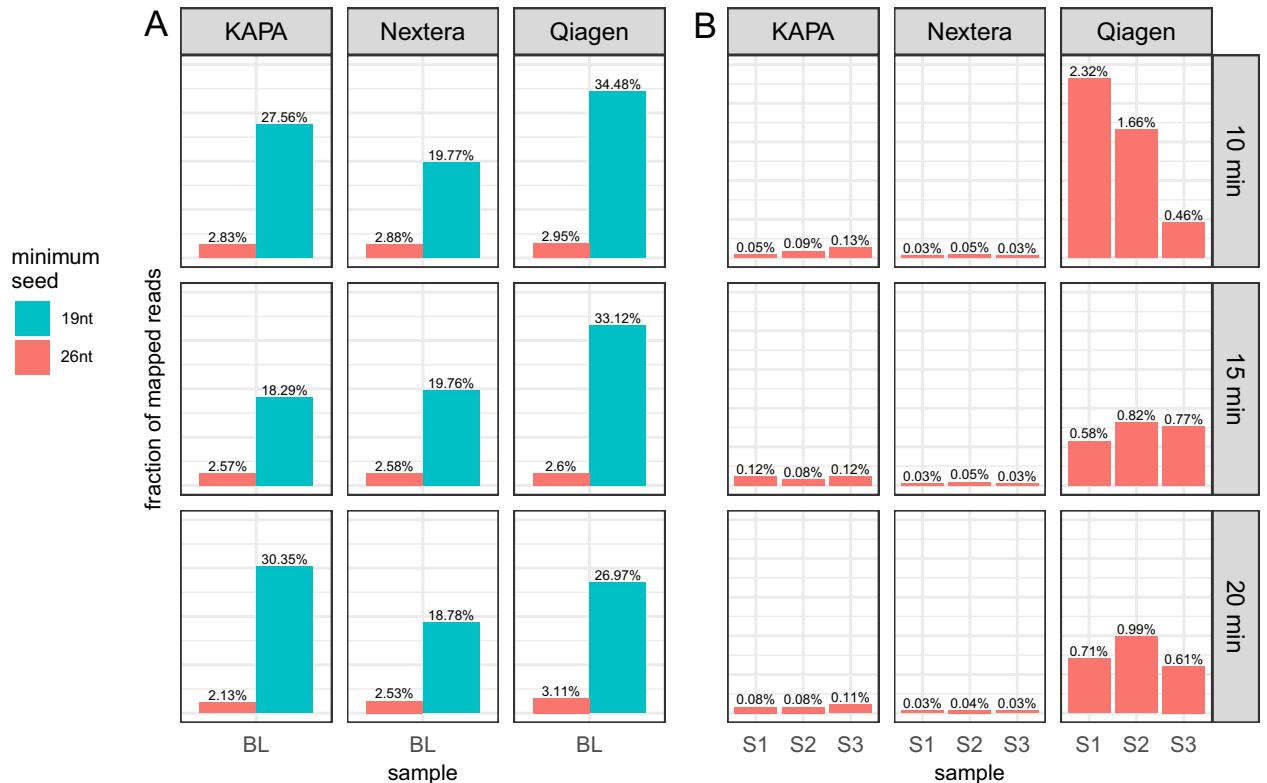 A
KAPA
Nextera
Qiagen
B
KAPA
Nextera
Qiagen
2.83%
27.56%
2.88%
19.77%
2.95%
34.48%
0.05%
0.09%
0.13%
0.03%
0.05%
0.03%
2.32%
1.66%
0.46%
10 min
minimum
seed
19nt
26nt
fraction of mapped reads
2.57%
18.29%
2.58%
19.76%
2.6%
33.12%
0.12%
0.08%
0.12%
0.03%
0.05%
0.03%
0.58%
0.82%
0.77%
15 min
2.13%
30.35%
2.53%
18.78%
3.11%
26.97%
0.08%
0.08%
0.11%
0.03%
0.04%
0.03%
0.71%
0.99%
0.61%
20 min
BL
BL
BL
S1 S2 S3
S1 S2 S3
S1 S2 S3
sample
sample